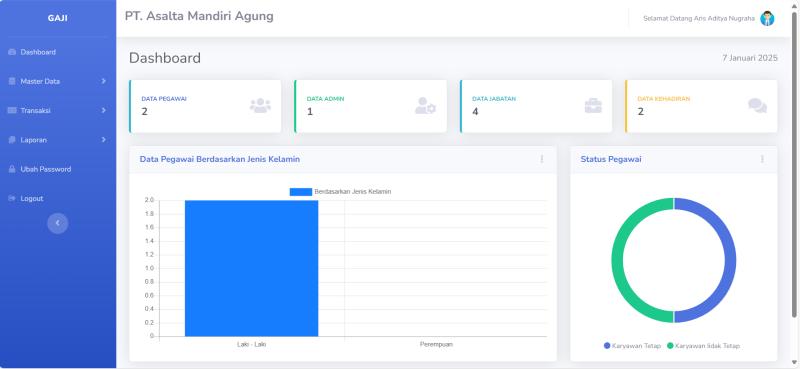 GAJI
PT. Asalta Mandiri Agung
Selamat Datang Aris Aditya Nugraha
Dashboard
Master Data
Transaksi
Laporan
Ubah Password
Logout
Dashboard
7 Januari 2025
DATA PEGAWAI
2
DATA ADMIN
1
DATA JABATAN
4
DATA KEHADIRAN
2
Data Pegawai Berdasarkan Jenis Kelamin
Berdasarkan Jenis Kelamin
2.0
1.8
1.6
1.4
1.2
1.0
0.8
0.6
0.4
0.2
0
Laki - Laki
Perempuan
Status Pegawai
Karyawan Tetap
Karyawan tidak Tetap